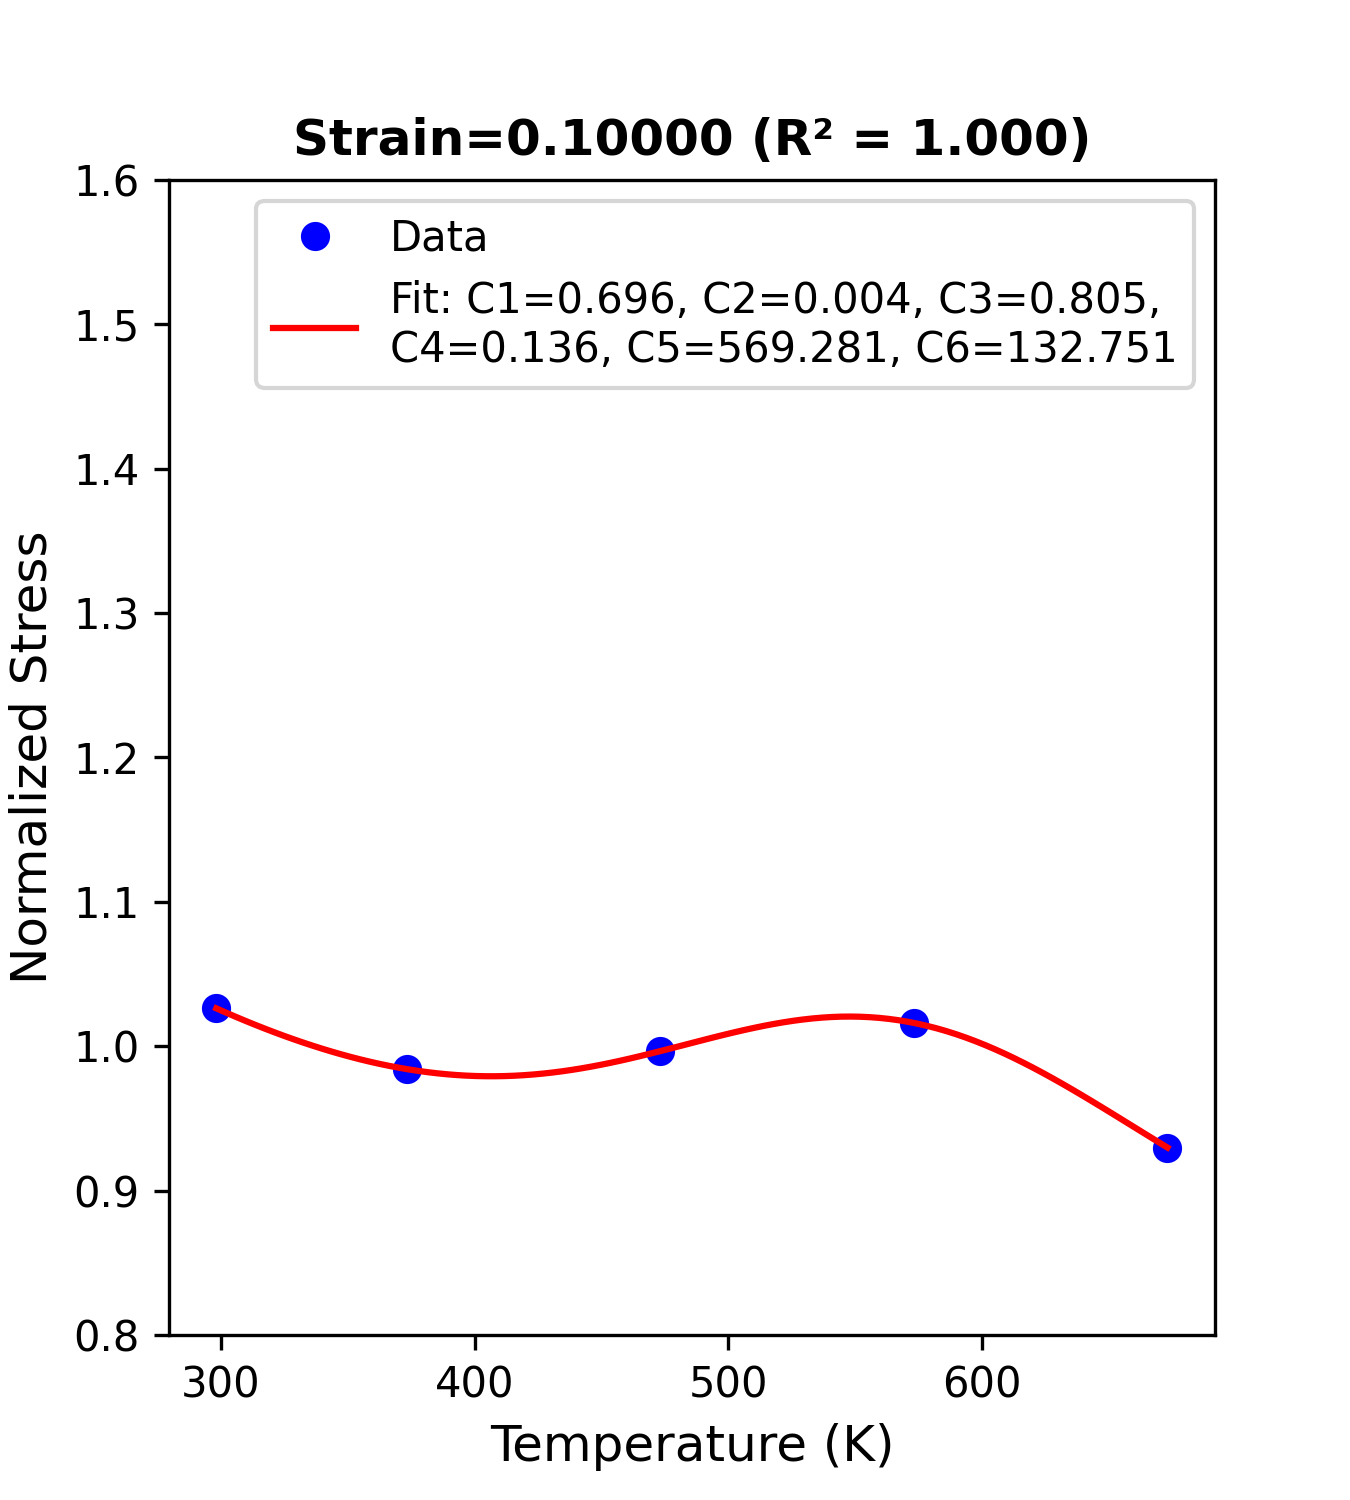 Strain=0.10000 (R² = 1.000)
Data
Fit: C1=0.696, C2=0.004, C3=0.805,
C4=0.136, C5=569.281, C6=132.751
1.6
1.5
1.4
1.3
1.2
1.1
1.0
0.9
0.8
Normalized Stress
300 400 500 600
Temperature (K)